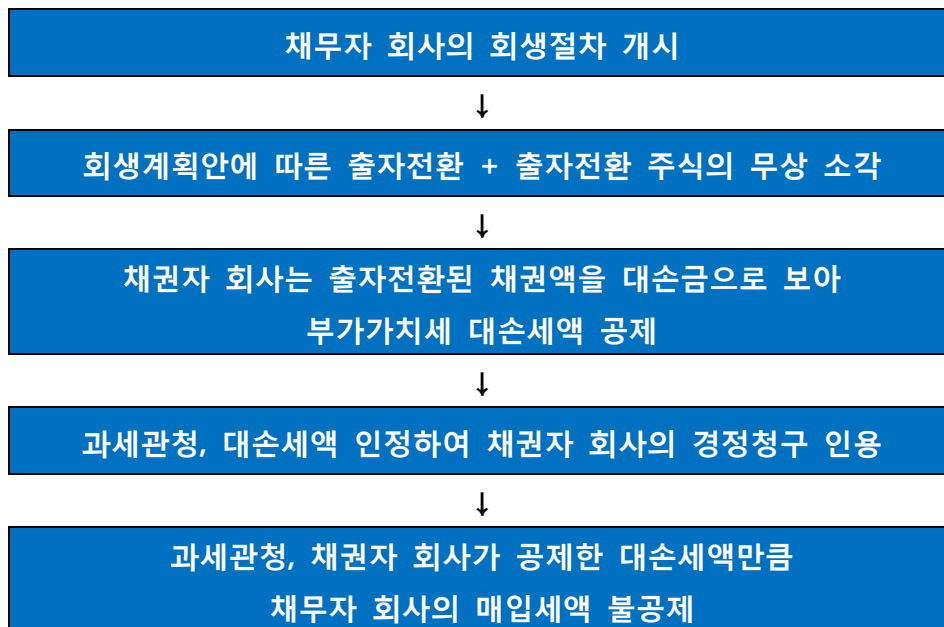 채무자 회사의 회생절차 개시
↓
회생계획안에 따른 출자전환 + 출자전환 주식의 무상 소각
↓
채권자 회사는 출자전환된 채권액을 대손금으로 보아
부가가치세 대손세액 공제
↓
과세관청, 대손세액 인정하여 채권자 회사의 경정청구 인용
↓
과세관청, 채권자 회사가 공제한 대손세액만큼
채무자 회사의 매입세액 불공제